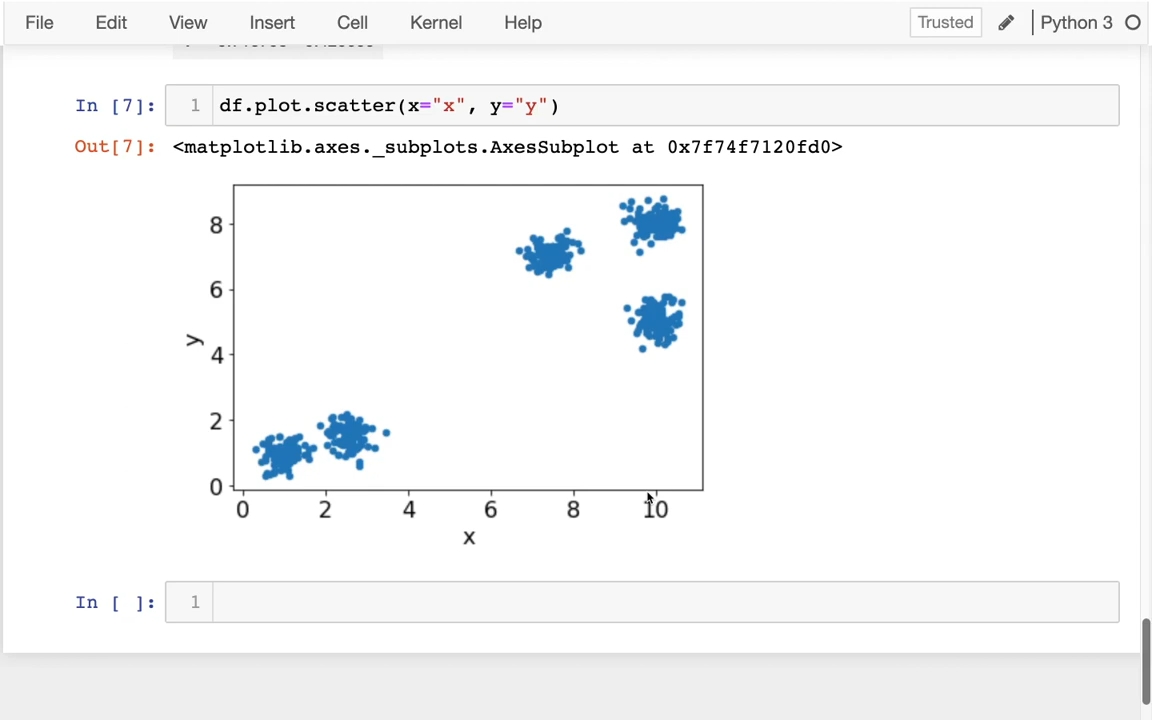 File Edit View Insert Cell Kernel Help Trusted Python 3
In [7]: 1 df.plot.scatter(x="x", y="y")
Out[7]: <matplotlib.axes._subplots.AxesSubplot at 0x7f74f7120fd0>
8
6
y
4
2
0
0 2 4 6 8 10
x
In [ ]: 1